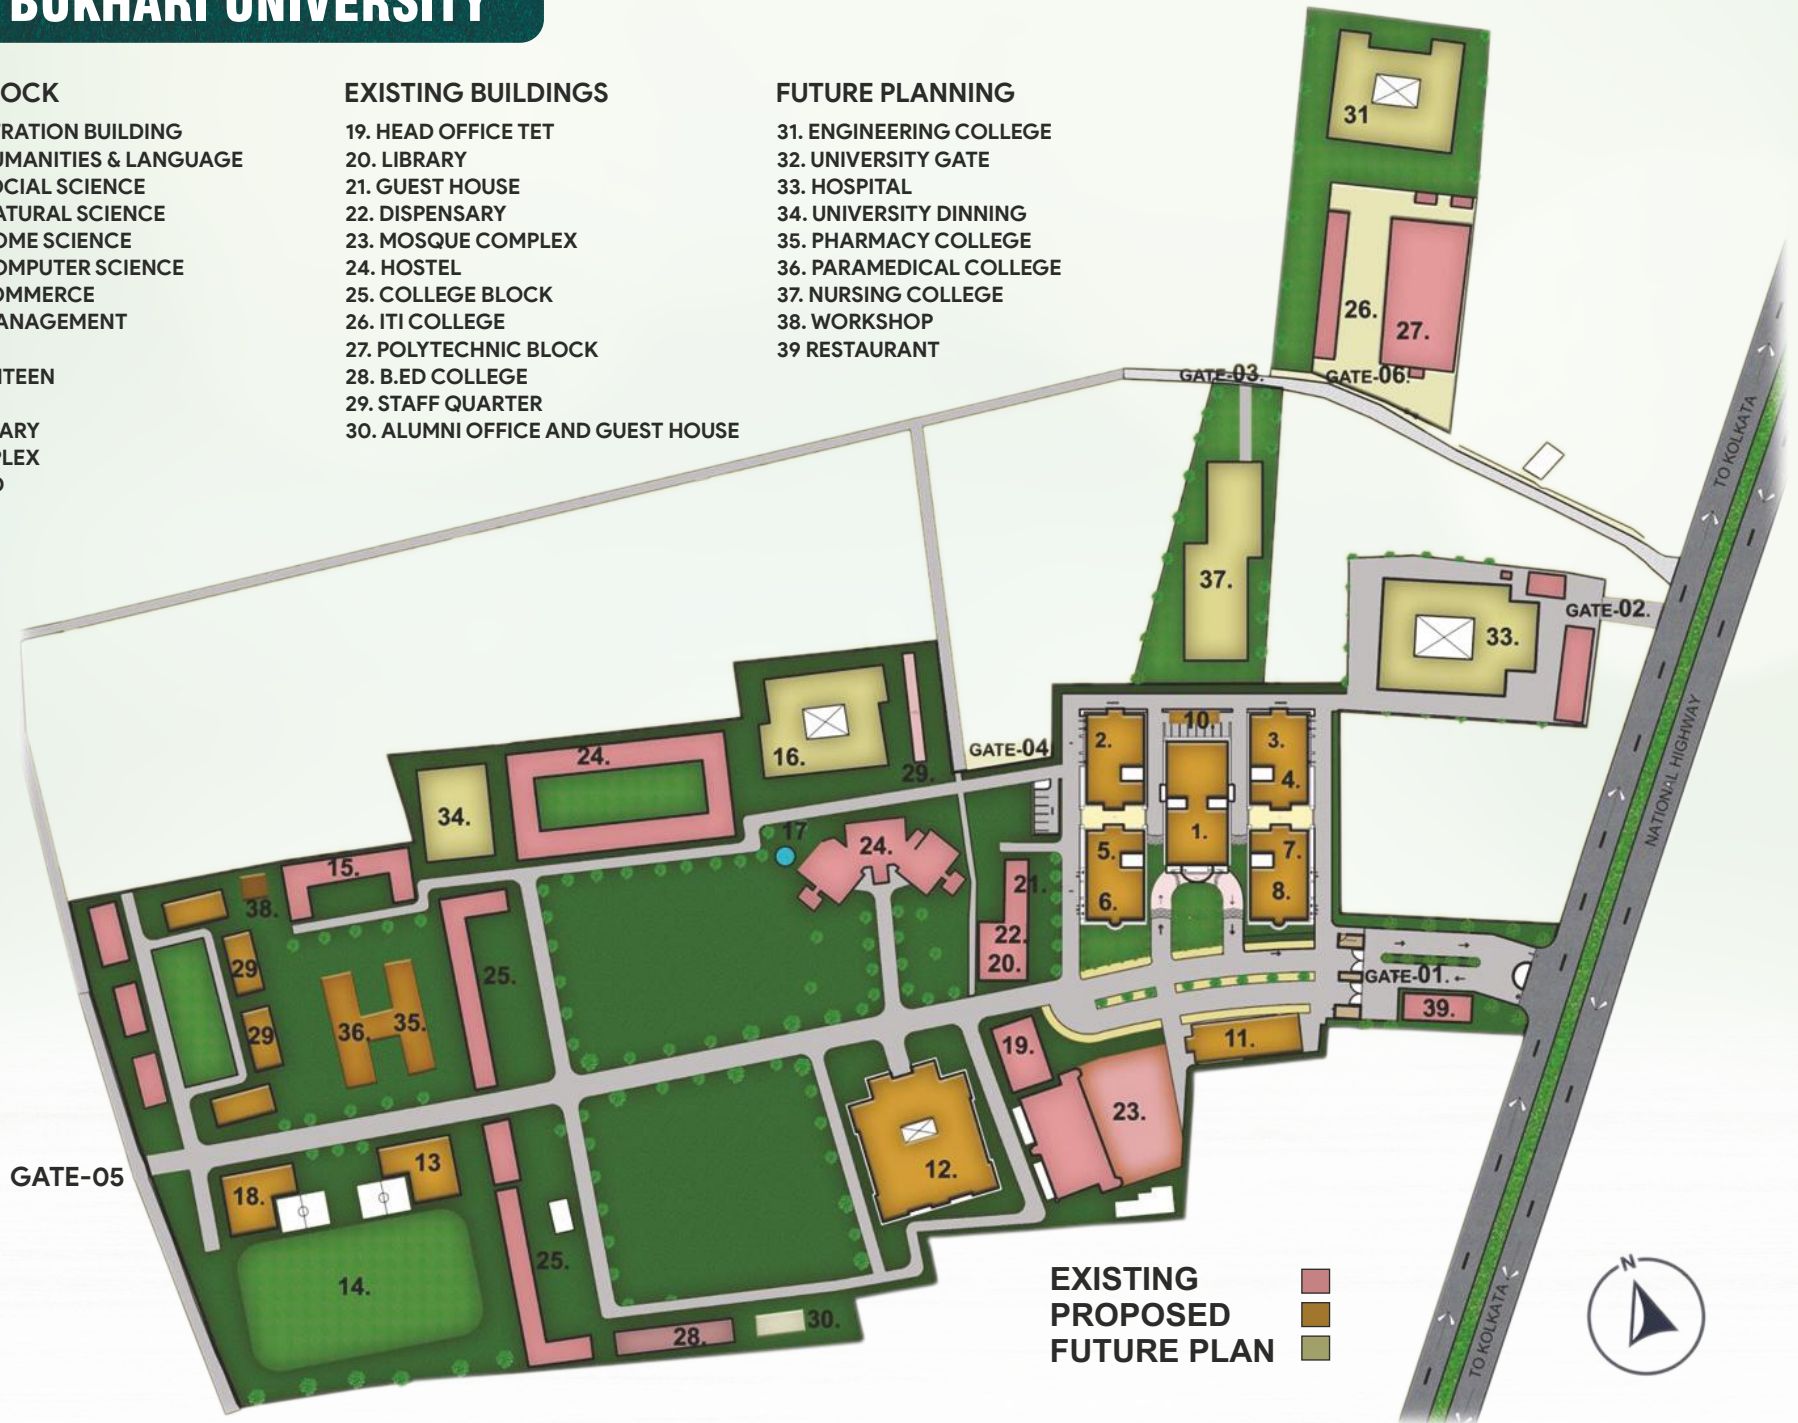 BUKHARI UNIVERSITY
OCK
RATION BUILDING
UMANITIES & LANGUAGE
OCIAL SCIENCE
ATURAL SCIENCE
OME SCIENCE
OMPUTER SCIENCE
OMMERCE
ANAGEMENT
TEEN
ARY
PLEX
EXISTING BUILDINGS
19. HEAD OFFICE TET
20. LIBRARY
21. GUEST HOUSE
22. DISPENSARY
23. MOSQUE COMPLEX
24. HOSTEL
25. COLLEGE BLOCK
26. ITI COLLEGE
27. POLYTECHNIC BLOCK
28. B.ED COLLEGE
29. STAFF QUARTER
30. ALUMNI OFFICE AND GUEST HOUSE
FUTURE PLANNING
31. ENGINEERING COLLEGE
32. UNIVERSITY GATE
33. HOSPITAL
34. UNIVERSITY DINNING
35. PHARMACY COLLEGE
36. PARAMEDICAL COLLEGE
37. NURSING COLLEGE
38. WORKSHOP
39 RESTAURANT
31
26.
27.
GATE-03.
GATE-06.
TO KOLKATA
37.
33.
GATE-02.
NATIONAL HIGHWAY
GATE-04
10.
2.
3.
4.
1.
5.
7.
6.
8.
16.
29.
24.
34.
17
24.
15.
38.
21.
22.
20.
25.
29
29
36.
35.
GATE-01.
39.
19.
11.
23.
12.
GATE-05
13
18.
14.
25.
28.
30.
EXISTING
PROPOSED
FUTURE PLAN
TO KOLKATA
N